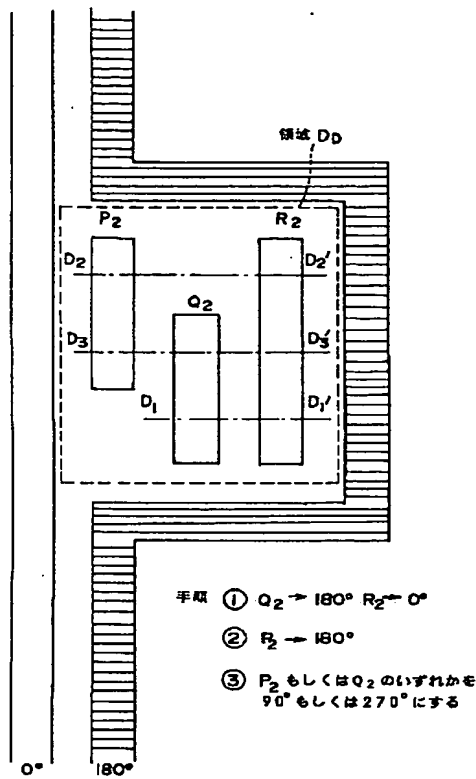 領域 DD
P2
R2
D2
D2'
Q2
D3
D3'
D1
D1'
手順 ① Q2 → 180° R2 ← 0°
② P2 → 180°
③ P2 もしくは Q2 のいずれかを
90° もしくは 270° にする
0°
180°